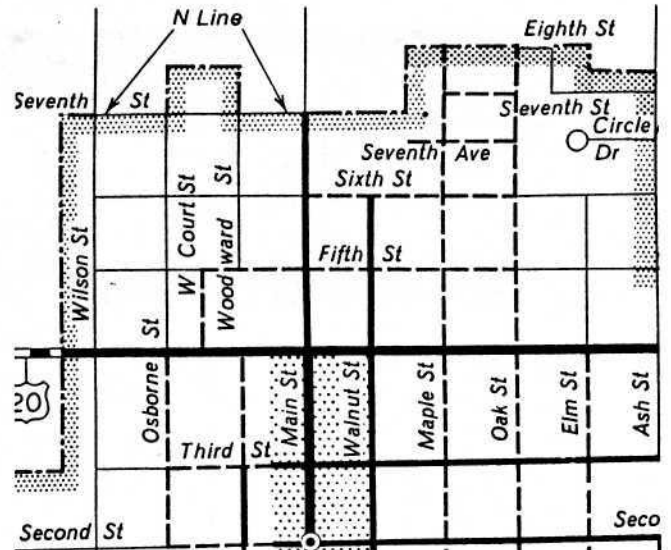 N Line
Eighth St
Seventh St
Seventh St
Circle
Dr
Seventh Ave
Sixth St
W Court St
Woodward St
Fifth St
Wilson St
Osborne St
Main St
Walnut St
Maple St
Oak St
Elm St
Ash St
20
Third St
Second St
Seco